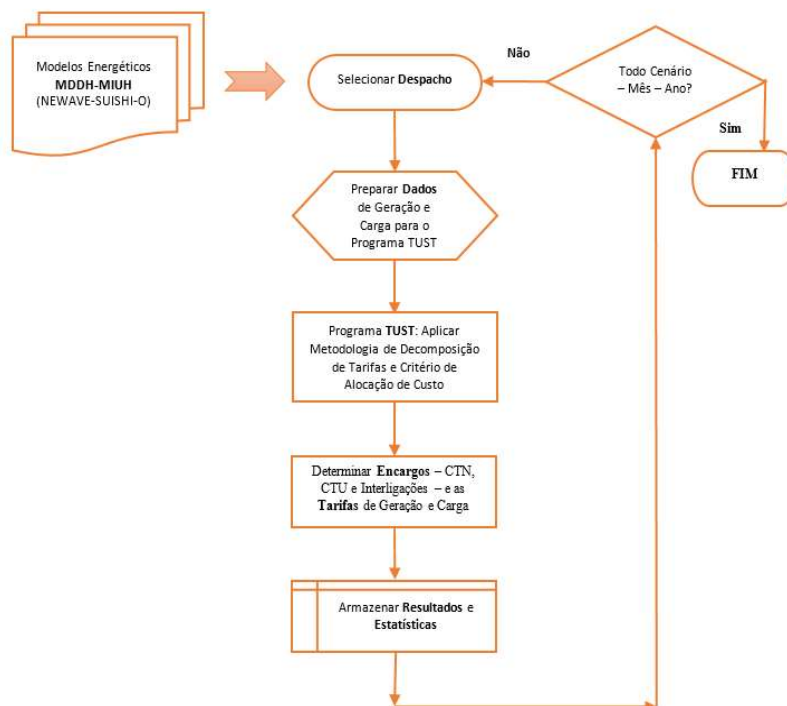 Modelos Energéticos
MDDH-MIUH
(NEWAVE-SUISHI-O)
Selecionar Despacho
Não
Todo Cenário
– Mês – Ano?
Sim
FIM
Preparar Dados
de Geração e
Carga para o
Programa TUST
Programa TUST: Aplicar
Metodologia de Decomposição
de Tarifas e Critério de
Alocação de Custo
Determinar Encargos – CTN,
CTU e Interligações – e as
Tarifas de Geração e Carga
Armazenar Resultados e
Estatísticas